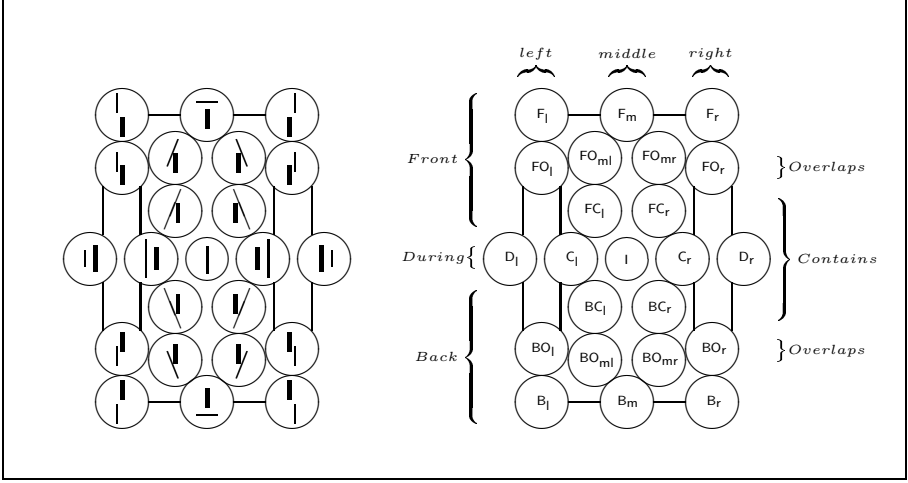 left middle right
F_l F_m F_r
Front FO_l FO_ml FO_mr FO_r } Overlaps
FC_l FC_r
During { D_l C_l I C_r D_r } Contains
BC_l BC_r
Back BO_l BO_ml BO_mr BO_r } Overlaps
B_l B_m B_r